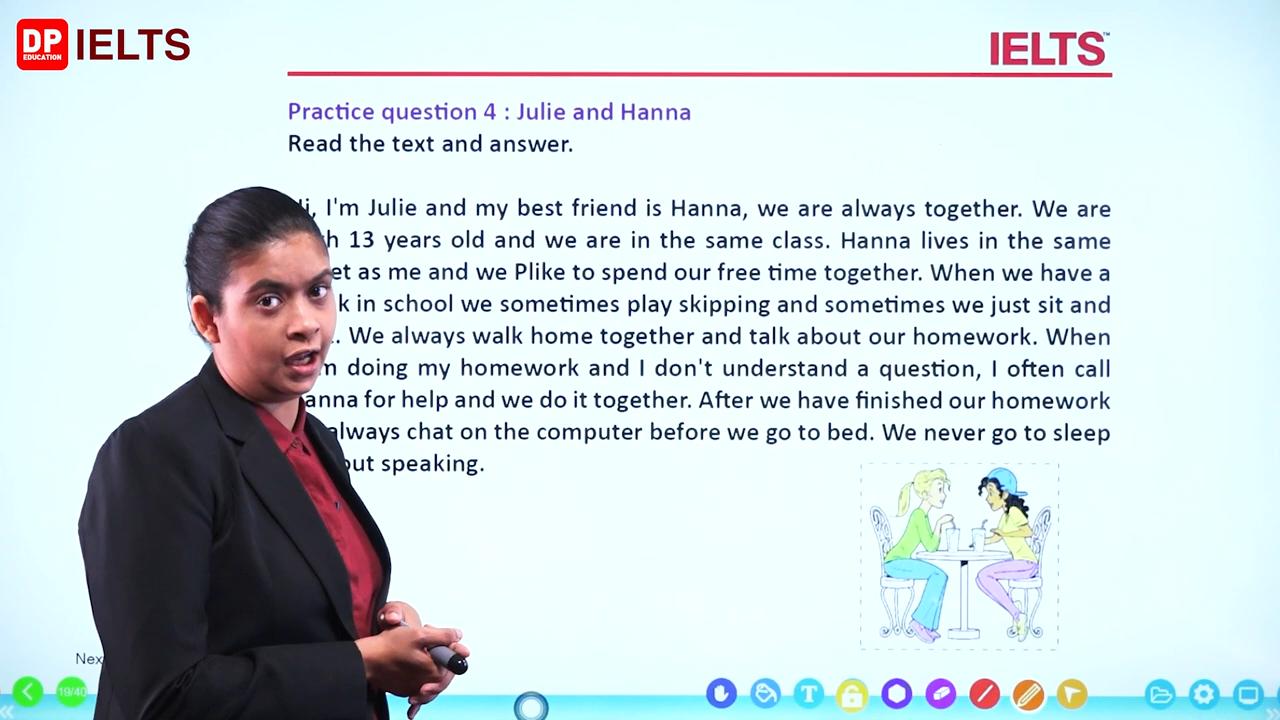 DP
EDUCATION
IELTS
IELTS™
Practice question 4 : Julie and Hanna
Read the text and answer.
I'm Julie and my best friend is Hanna, we are always together. We are
13 years old and we are in the same class. Hanna lives in the same
as me and we Plike to spend our free time together. When we have a
in school we sometimes play skipping and sometimes we just sit and
We always walk home together and talk about our homework. When
doing my homework and I don't understand a question, I often call
anna for help and we do it together. After we have finished our homework
always chat on the computer before we go to bed. We never go to sleep
out speaking.
Nex
19/40
T